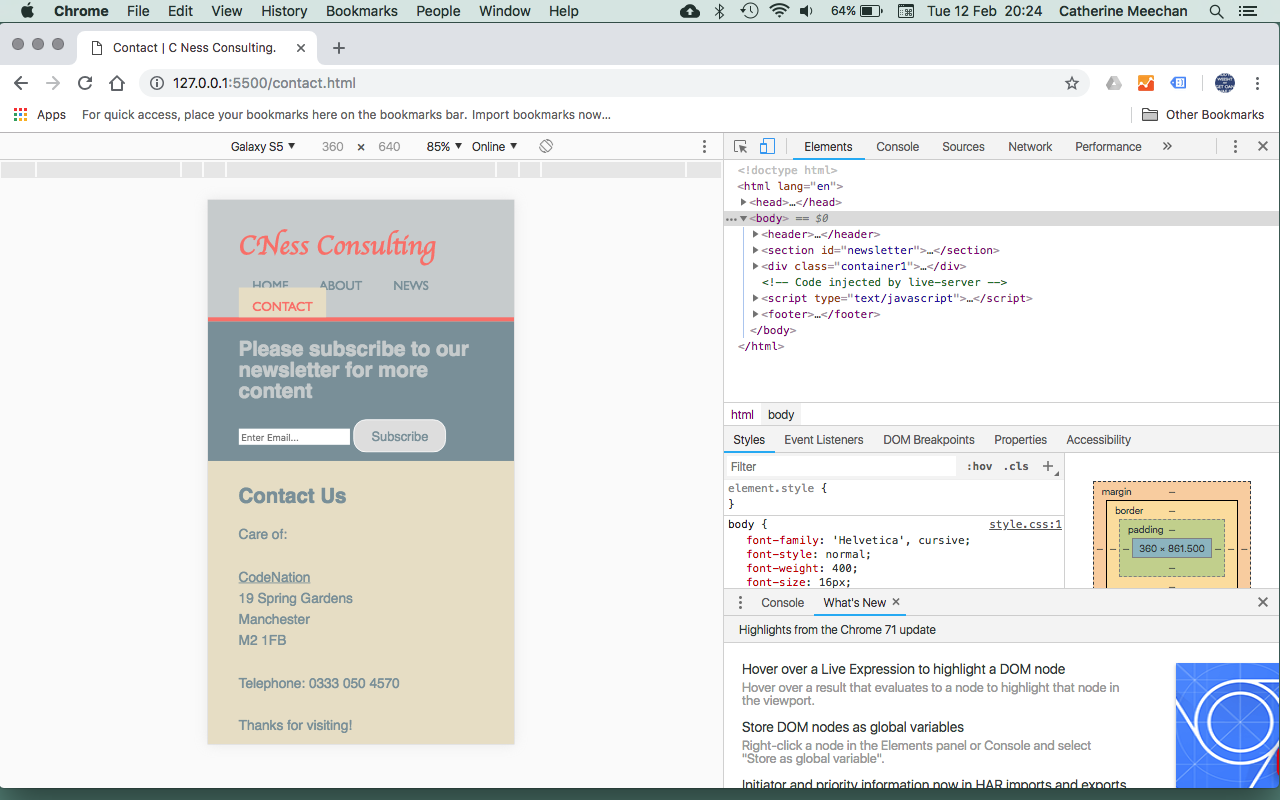 Chrome File Edit View History Bookmarks People Window Help 64% Tue 12 Feb 20:24 Catherine Meechan
Contact | C Ness Consulting.
127.0.0.1:5500/contact.html
Apps For quick access, place your bookmarks here on the bookmarks bar. Import bookmarks now... Other Bookmarks
Galaxy S5 ▼ 360 × 640 85% ▼ Online ▼
CNess Consulting
HOME ABOUT NEWS
CONTACT
Please subscribe to our
newsletter for more
content
Enter Email... Subscribe
Contact Us
Care of:
CodeNation
19 Spring Gardens
Manchester
M2 1FB
Telephone: 0333 050 4570
Thanks for visiting!
Elements Console Sources Network Performance »
<!doctype html>
<html lang="en">
▶<head>…</head>
…▼<body> == $0
▶<header>…</header>
▶<section id="newsletter">…</section>
▶<div class="container1">…</div>
<!-- Code injected by live-server -->
▶<script type="text/javascript">…</script>
▶<footer>…</footer>
</body>
</html>
html body
Styles Event Listeners DOM Breakpoints Properties Accessibility
Filter :hov .cls +
element.style {
}
body { style.css:1
font-family: 'Helvetica', cursive;
font-style: normal;
font-weight: 400;
font-size: 16px;
margin –
border –
padding –
– – – 360 × 861.500 – – –
–
–
Console What's New ×
Highlights from the Chrome 71 update
Hover over a Live Expression to highlight a DOM node
Hover over a result that evaluates to a node to highlight that node in
the viewport.
Store DOM nodes as global variables
Right-click a node in the Elements panel or Console and select
"Store as global variable".
Initiator and priority information now in HAR imports and exports